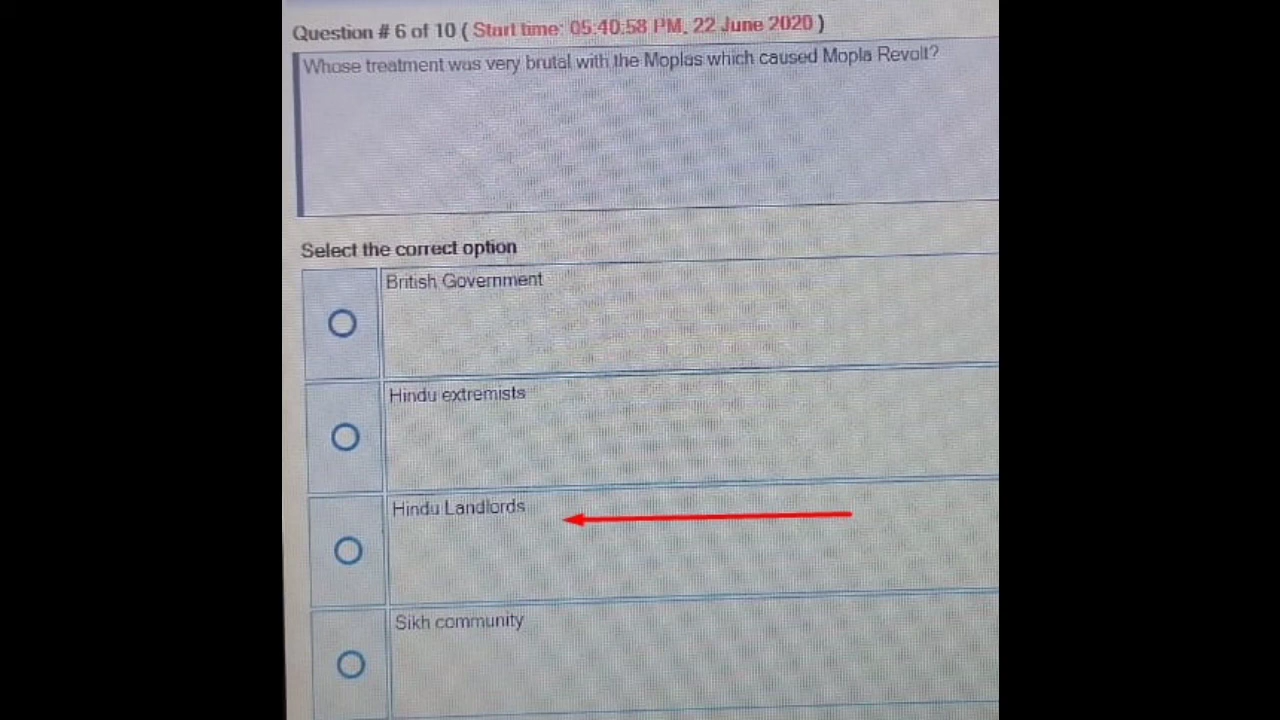 Question # 6 of 10 ( Start time: 05:40:58 PM, 22 June 2020 )
Whose treatment was very brutal with the Moplas which caused Mopla Revolt?
Select the correct option
British Government
Hindu extremists
Hindu Landlords
Sikh community